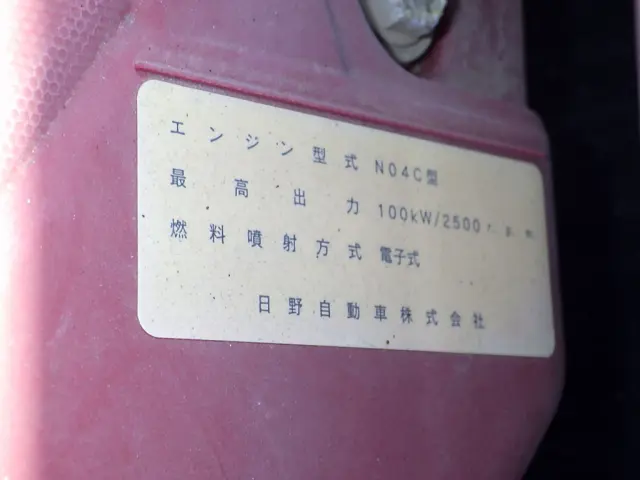 エンジン型式 N04C型
最高出力 100kW/2500r.p.m
燃料噴射方式 電子式
日野自動車株式会社